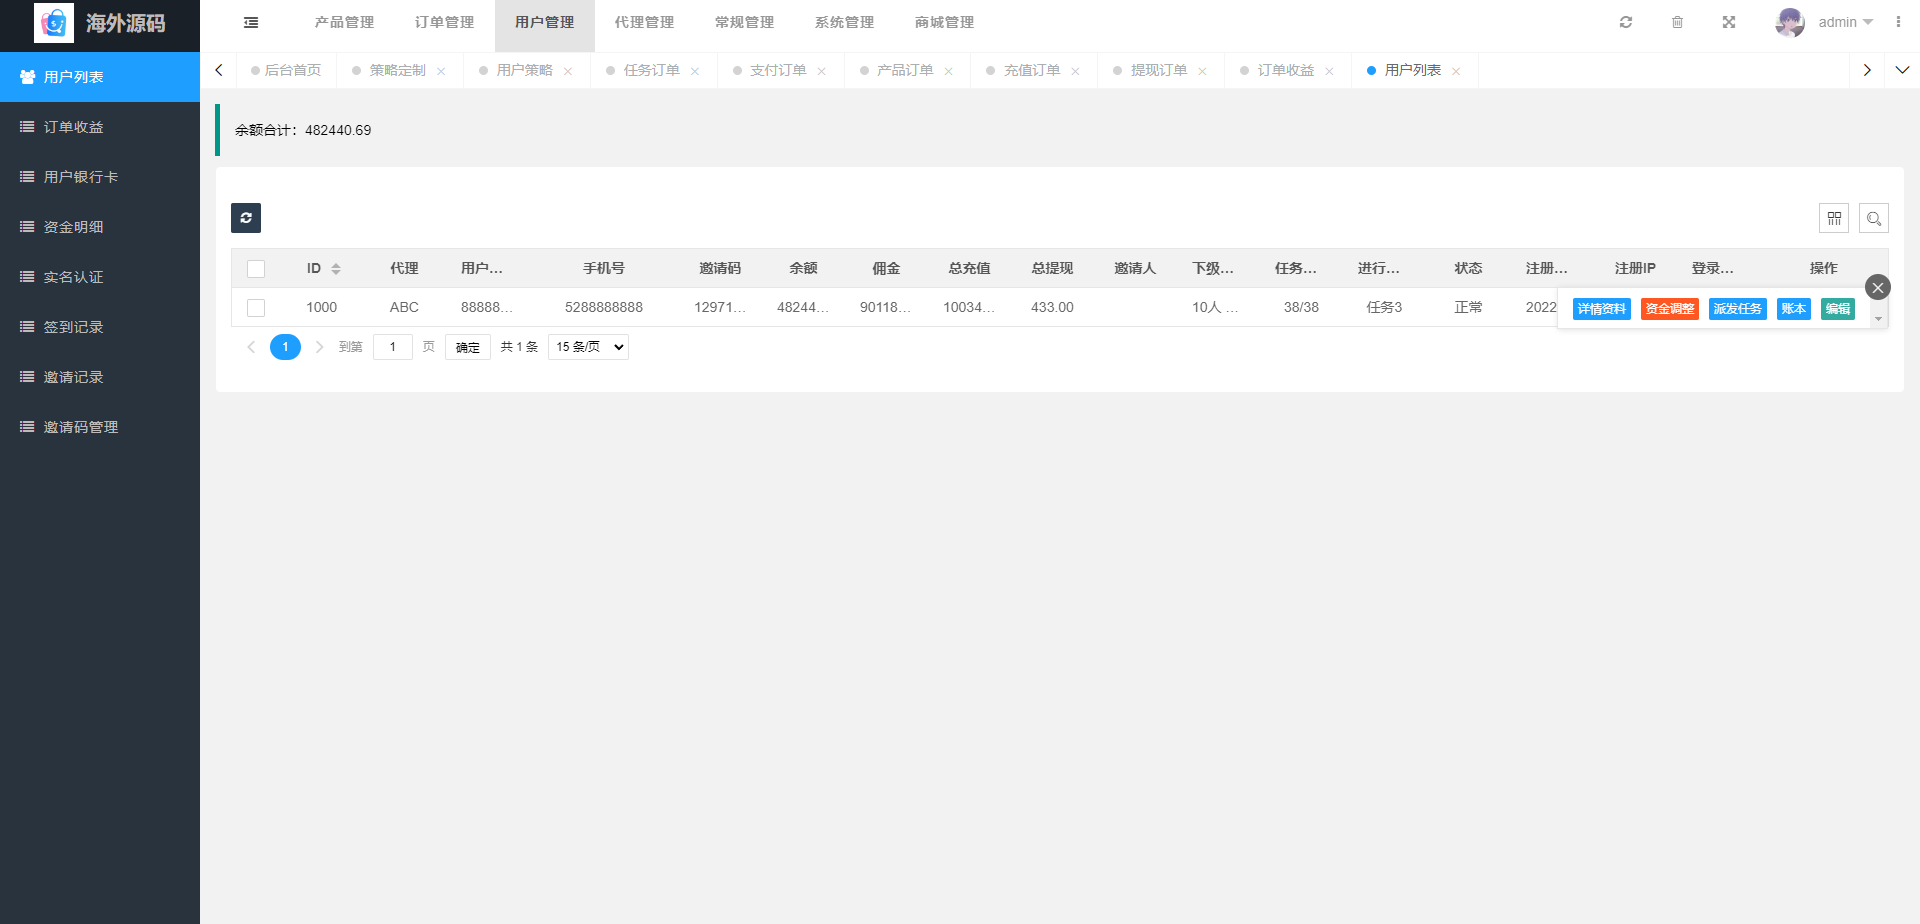 海外源码
产品管理 订单管理 用户管理 代理管理 常规管理 系统管理 商城管理 admin
后台首页 策略定制 用户策略 任务订单 支付订单 产品订单 充值订单 提现订单 订单收益 用户列表
用户列表
订单收益
用户银行卡
资金明细
实名认证
签到记录
邀请记录
邀请码管理
余额合计：482440.69
ID 代理 用户... 手机号 邀请码 余额 佣金 总充值 总提现 邀请人 下级... 任务... 进行... 状态 注册... 注册IP 登录... 操作
1000 ABC 88888... 5288888888 12971... 48244... 90118... 10034... 433.00 10人 ... 38/38 任务3 正常 2022 详情资料 资金调整 派发任务 账本 编辑
1 到第 1 页 确定 共 1 条 15 条/页